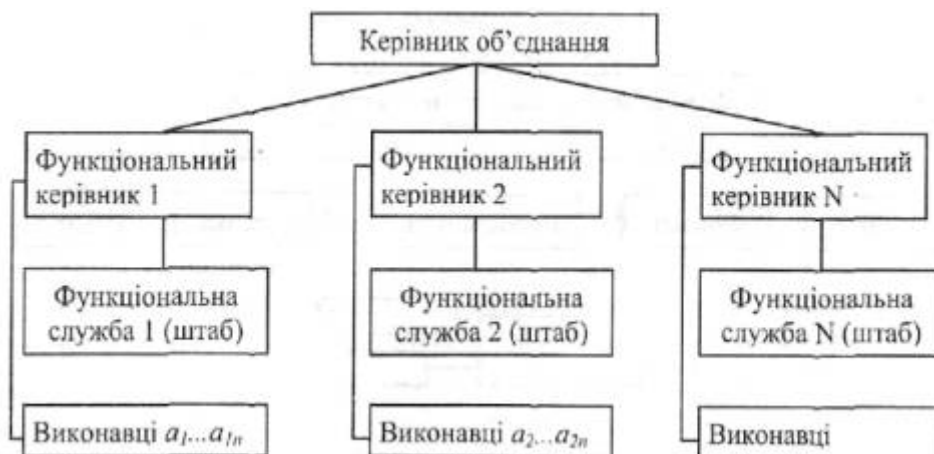 Керівник об’єднання
Функціональний
керівник 1
Функціональний
керівник 2
Функціональний
керівник N
Функціональна
служба 1 (штаб)
Функціональна
служба 2 (штаб)
Функціональна
служба N (штаб)
Виконавці a₁...a₁ₙ
Виконавці a₂...a₂ₙ
Виконавці